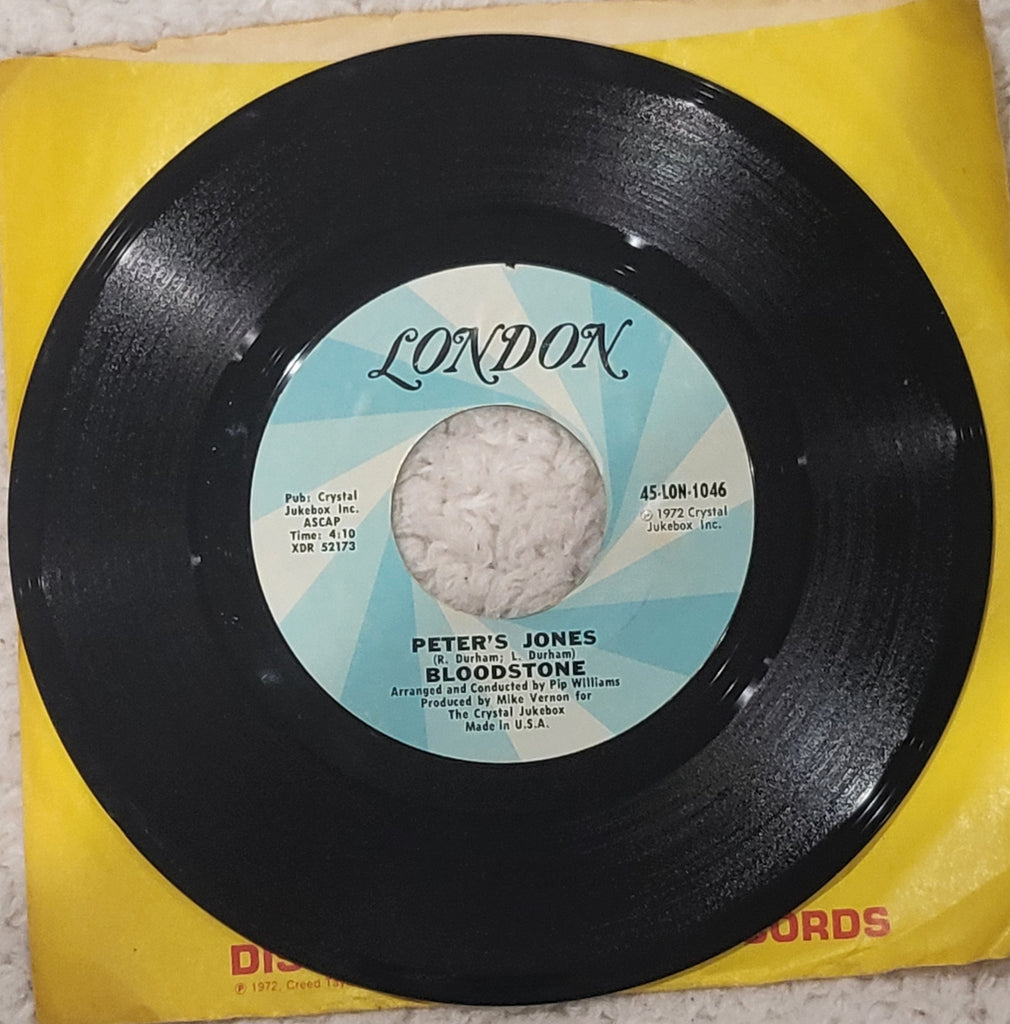 LONDON
Pub: Crystal
Jukebox Inc.
ASCAP
Time: 4:10
XDR 52173
45-LON-1046
℗ 1972 Crystal
Jukebox Inc.
PETER'S JONES
(R. Durham; L. Durham)
BLOODSTONE
Arranged and Conducted by Pip Williams
Produced by Mike Vernon for
The Crystal Jukebox
Made in U.S.A.
℗ 1972, Creed